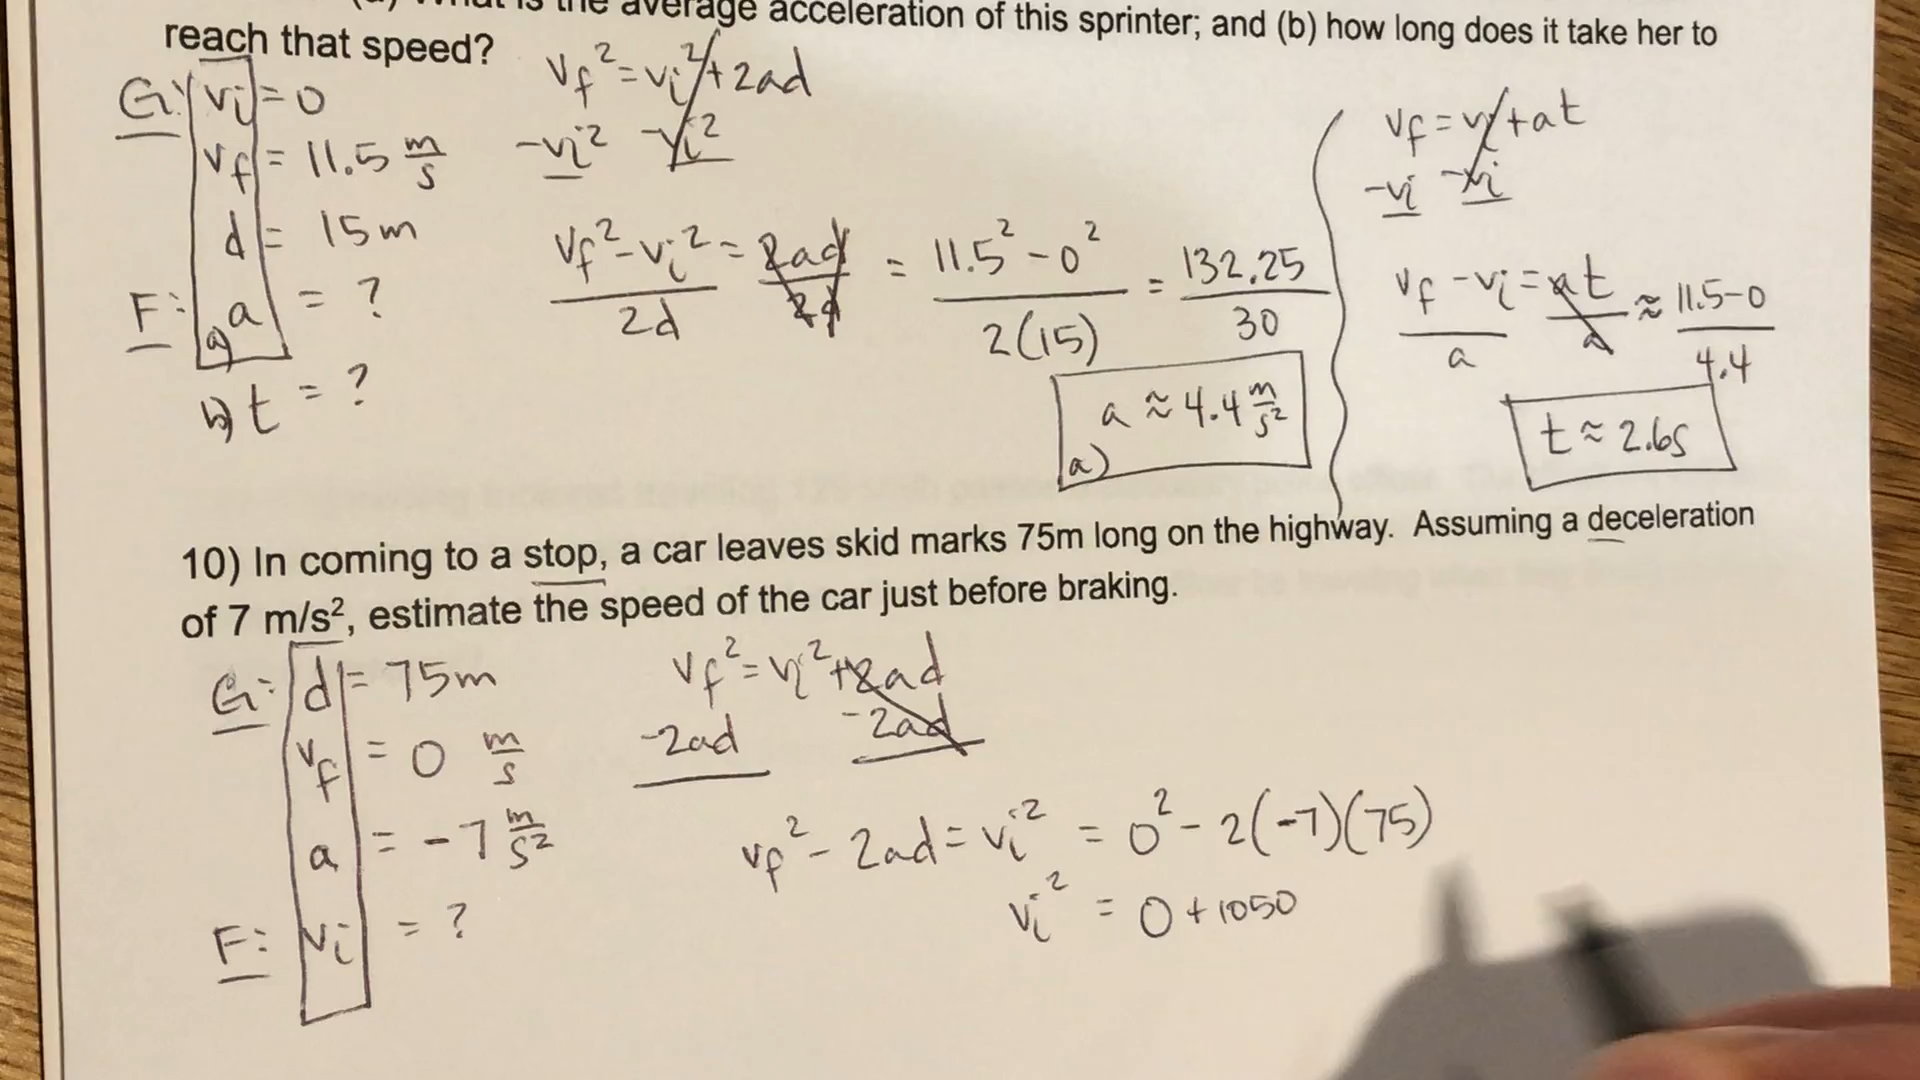 is the average acceleration of this sprinter; and (b) how long does it take her to
reach that speed?
G: vi = 0
vf = 11.5 m/s
d = 15m
F: a) a = ?
b) t = ?
vf² = vi² + 2ad
-vi² -vi²
vf² - vi² = 2ad = 11.5² - 0² = 132.25
2d 2d 2(15) 30
a ≈ 4.4 m/s²
a)
vf = vi + at
-vi -vi
vf - vi = at ≈ 11.5-0
a a 4.4
t ≈ 2.6s
10) In coming to a stop, a car leaves skid marks 75m long on the highway. Assuming a deceleration
of 7 m/s², estimate the speed of the car just before braking.
G: d = 75m
vf = 0 m/s
a = -7 m/s²
F: vi = ?
vf² = vi² + 2ad
-2ad -2ad
vf² - 2ad = vi² = 0² - 2(-7)(75)
vi² = 0 + 1050